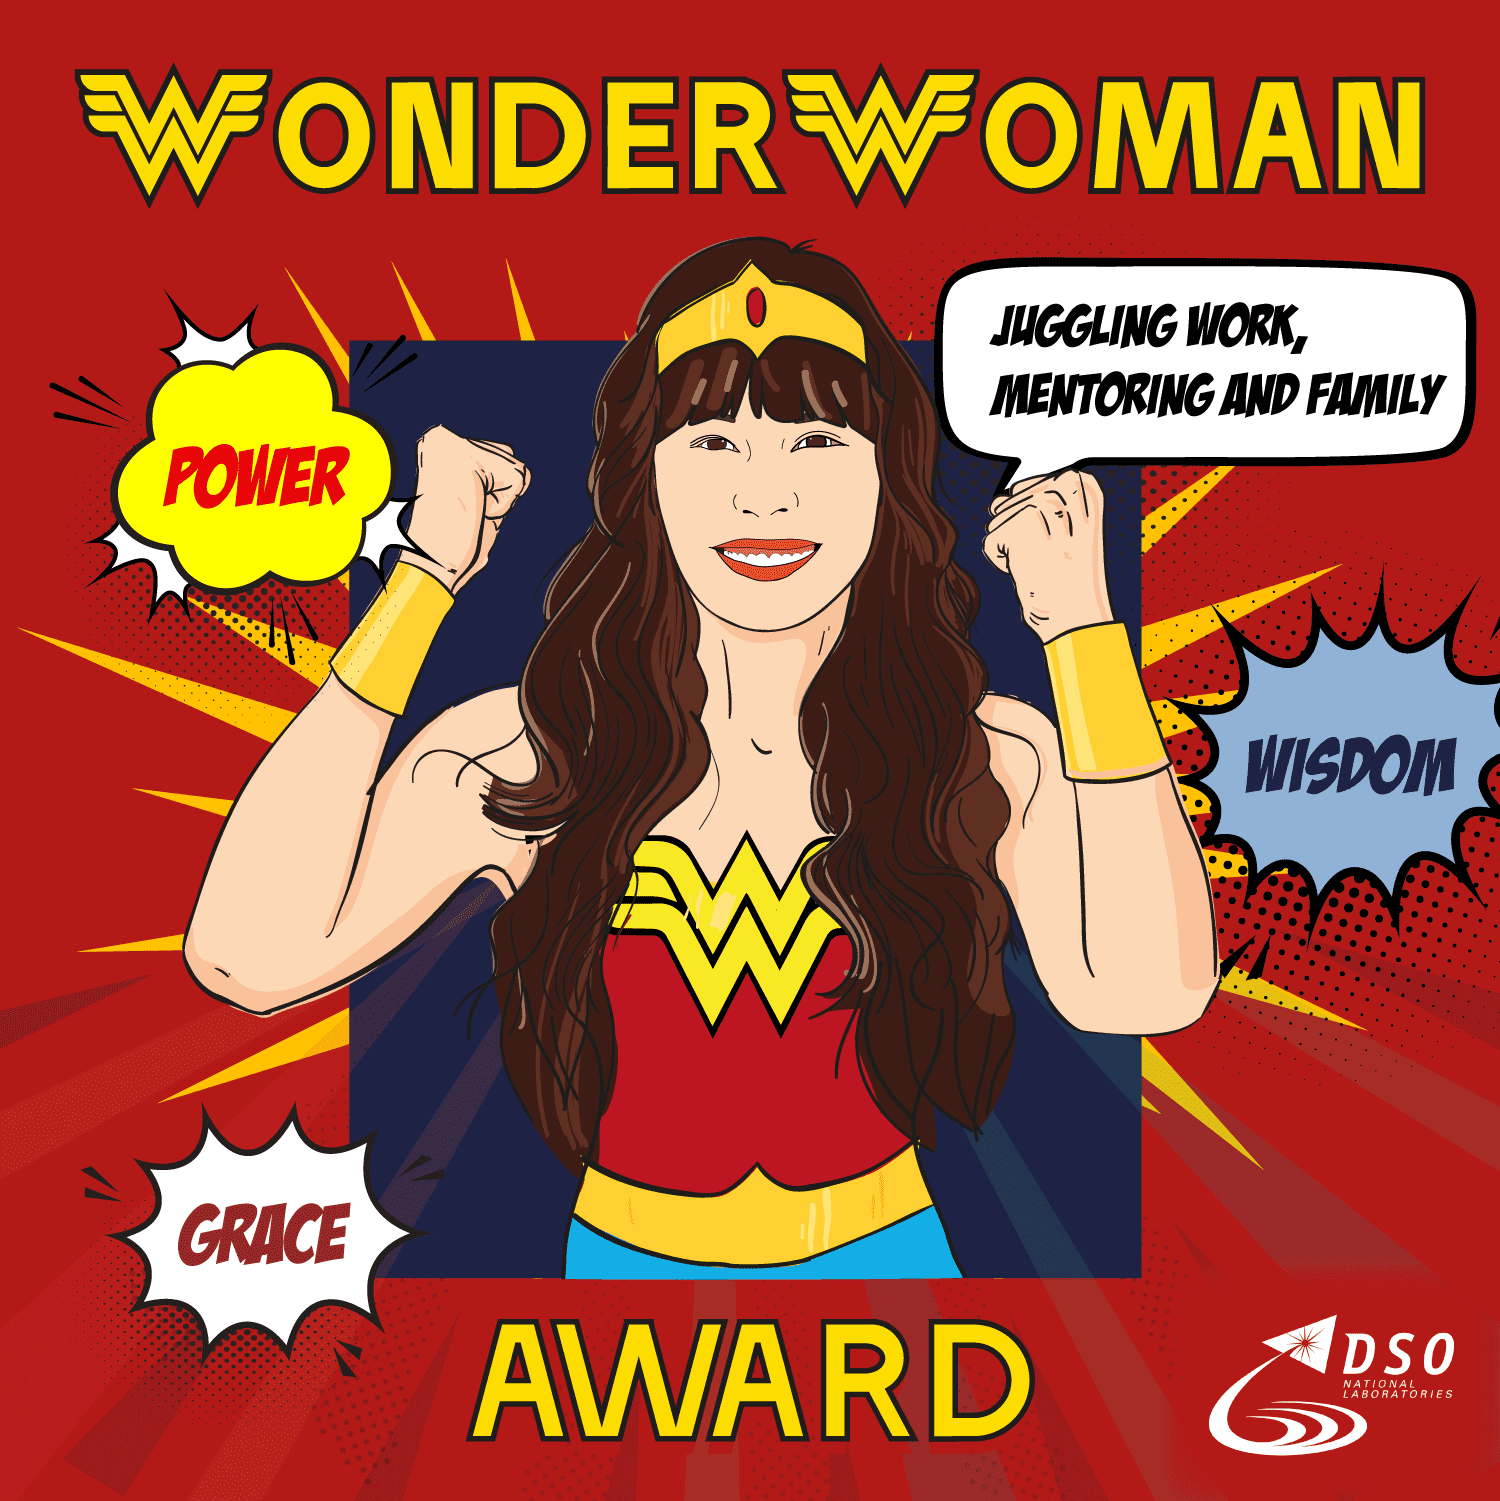 WONDER WOMAN
JUGGLING WORK,
MENTORING AND FAMILY
POWER
WISDOM
GRACE
AWARD
DSO
NATIONAL
LABORATORIES